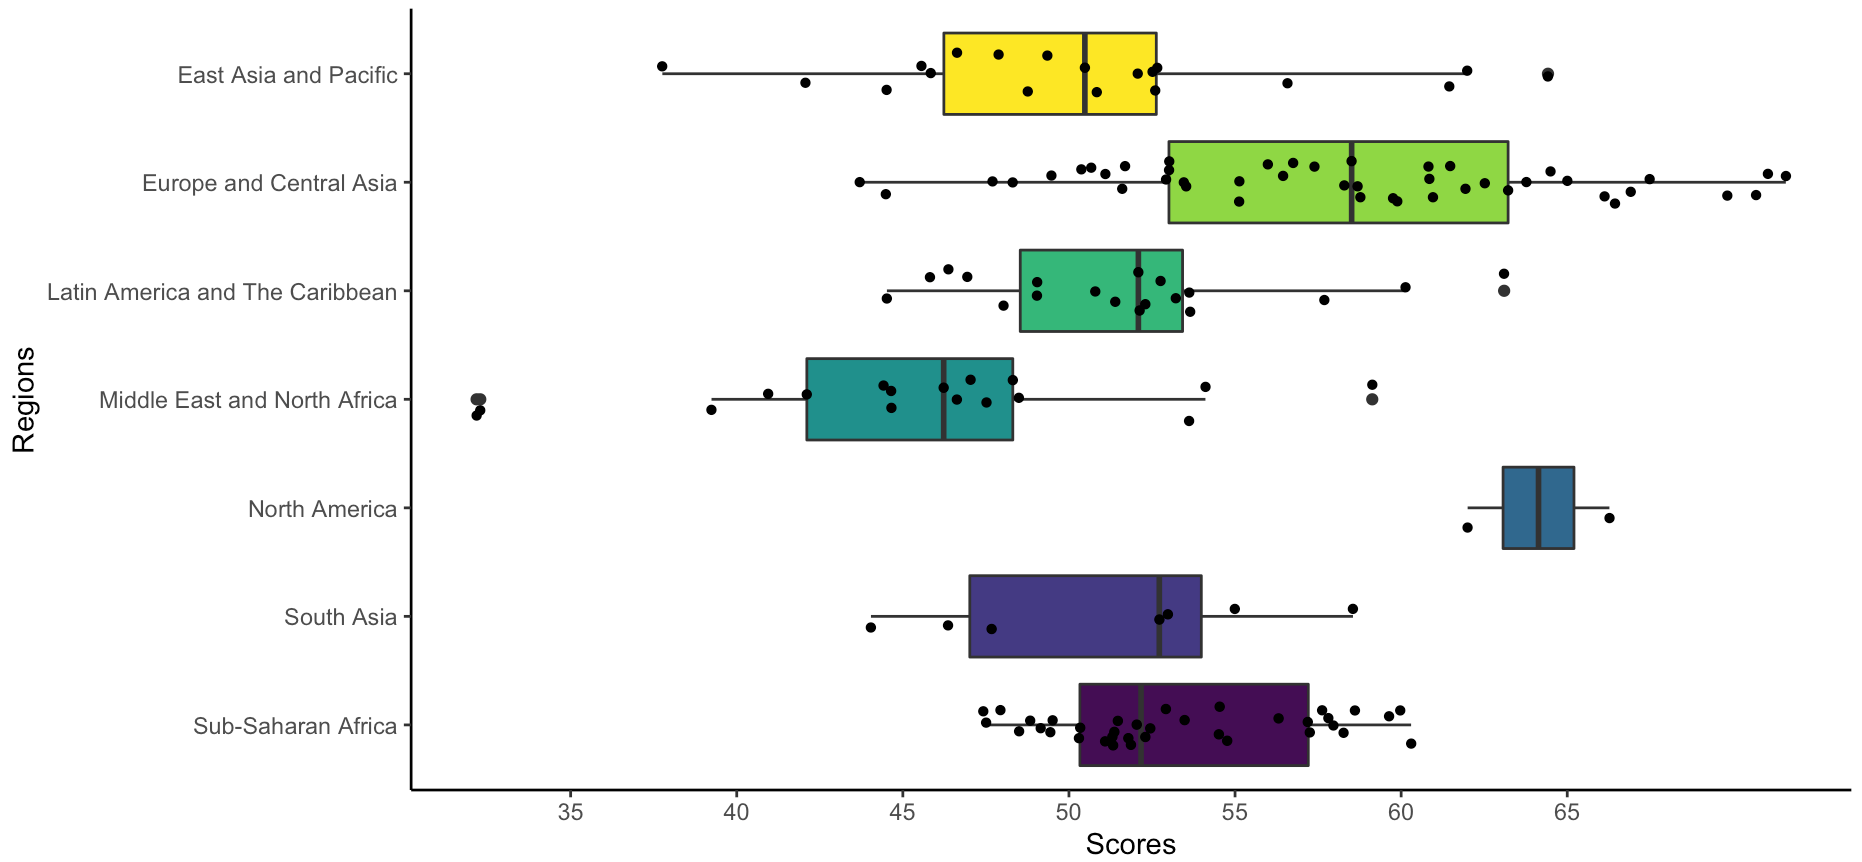 East Asia and Pacific
Europe and Central Asia
Latin America and The Caribbean
Middle East and North Africa
North America
South Asia
Sub-Saharan Africa
Regions
35 40 45 50 55 60 65
Scores